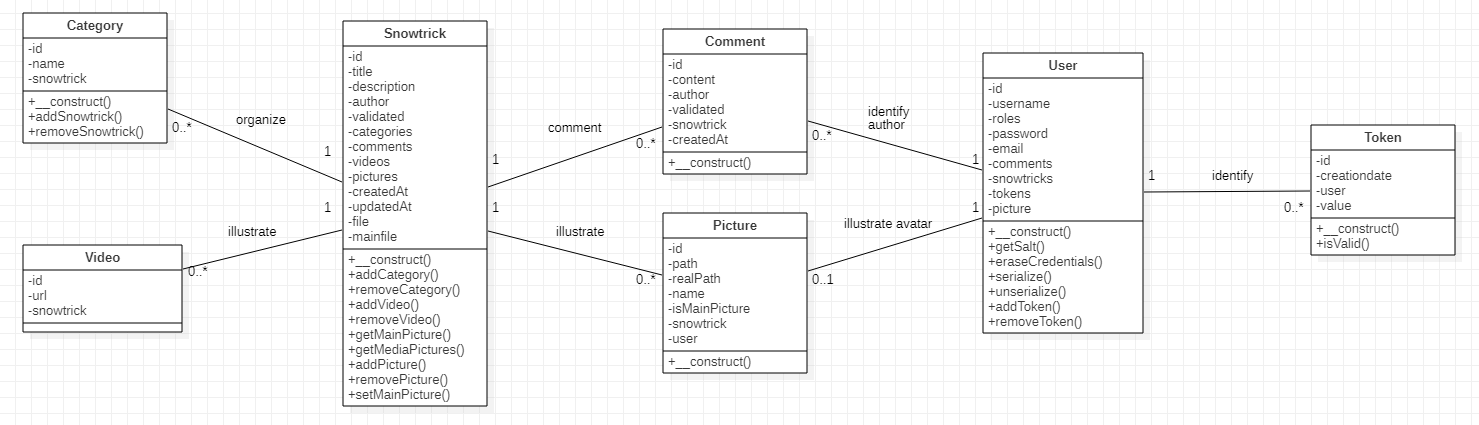 Category
-id
-name
-snowtrick
+__construct()
+addSnowtrick()
+removeSnowtrick()
0..*
organize
1
Video
-id
-url
-snowtrick
0..*
illustrate
1
Snowtrick
-id
-title
-description
-author
-validated
-categories
-comments
-videos
-pictures
-createdAt
-updatedAt
-file
-mainfile
+__construct()
+addCategory()
+removeCategory()
+addVideo()
+removeVideo()
+getMainPicture()
+getMediaPictures()
+addPicture()
+removePicture()
+setMainPicture()
1
comment
0..*
1
illustrate
0..*
Comment
-id
-content
-author
-validated
-snowtrick
-createdAt
+__construct()
0..*
identify
author
1
Picture
-id
-path
-realPath
-name
-isMainPicture
-snowtrick
-user
+__construct()
0..1
illustrate avatar
1
User
-id
-username
-roles
-password
-email
-comments
-snowtricks
-tokens
-picture
+__construct()
+getSalt()
+eraseCredentials()
+serialize()
+unserialize()
+addToken()
+removeToken()
1
identify
0..*
Token
-id
-creationdate
-user
-value
+__construct()
+isValid()